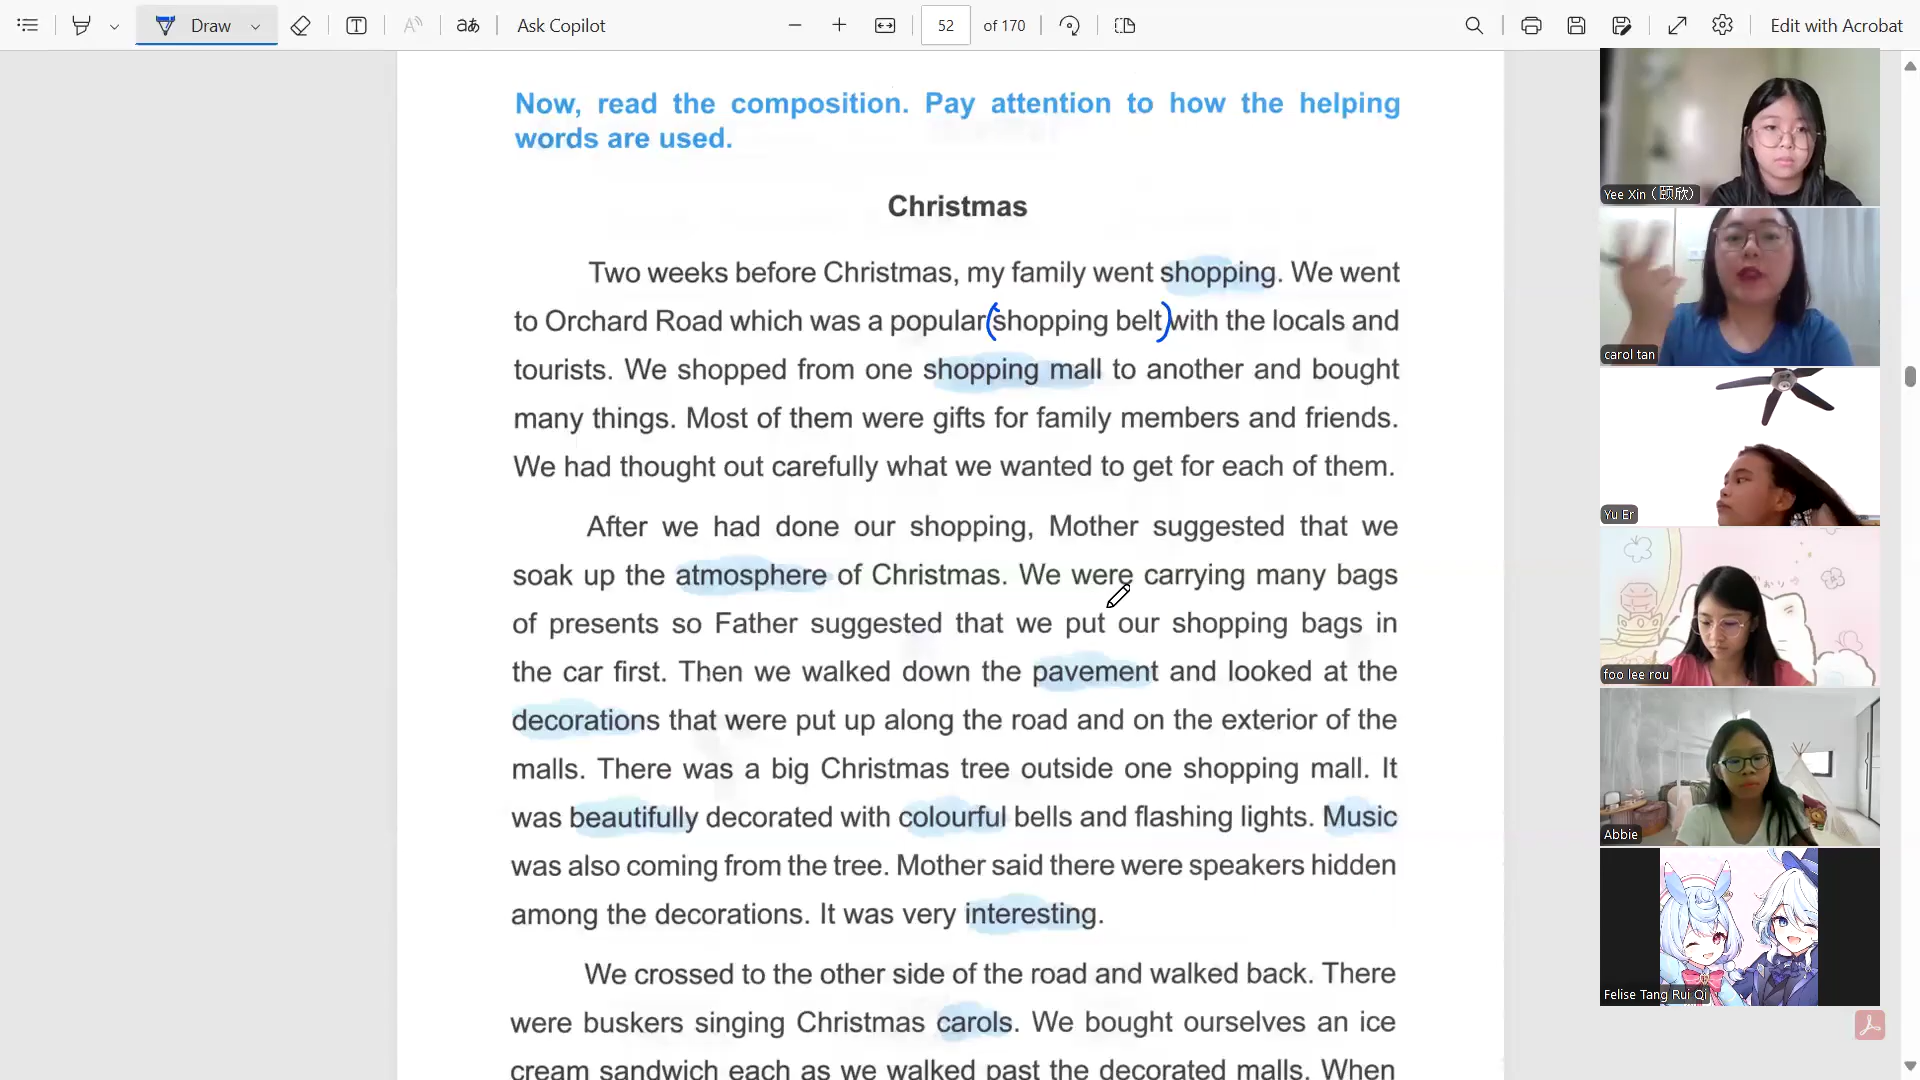 Draw
Ask Copilot
52 of 170
Edit with Acrobat
Now, read the composition. Pay attention to how the helping
words are used.
Christmas
Two weeks before Christmas, my family went shopping. We went
to Orchard Road which was a popular (shopping belt) with the locals and
tourists. We shopped from one shopping mall to another and bought
many things. Most of them were gifts for family members and friends.
We had thought out carefully what we wanted to get for each of them.
After we had done our shopping, Mother suggested that we
soak up the atmosphere of Christmas. We were carrying many bags
of presents so Father suggested that we put our shopping bags in
the car first. Then we walked down the pavement and looked at the
decorations that were put up along the road and on the exterior of the
malls. There was a big Christmas tree outside one shopping mall. It
was beautifully decorated with colourful bells and flashing lights. Music
was also coming from the tree. Mother said there were speakers hidden
among the decorations. It was very interesting.
We crossed to the other side of the road and walked back. There
were buskers singing Christmas carols. We bought ourselves an ice
cream sandwich each as we walked past the decorated malls. When
Yee Xin (颐欣)
carol tan
Yu Er
foo lee rou
Abbie
Felise Tang Rui Qi